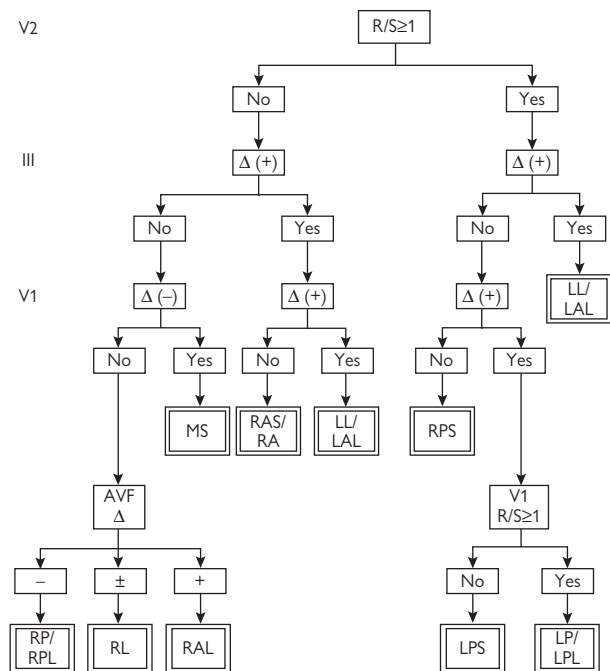 V2
R/S≥1
No
Yes
III
Δ (+)
Δ (+)
No
Yes
No
Yes
V1
Δ (−)
Δ (+)
Δ (+)
LL/
LAL
No
Yes
No
Yes
No
Yes
MS
RAS/
RA
LL/
LAL
RPS
AVF
Δ
V1
R/S≥1
−
±
+
No
Yes
RP/
RPL
RL
RAL
LPS
LP/
LPL